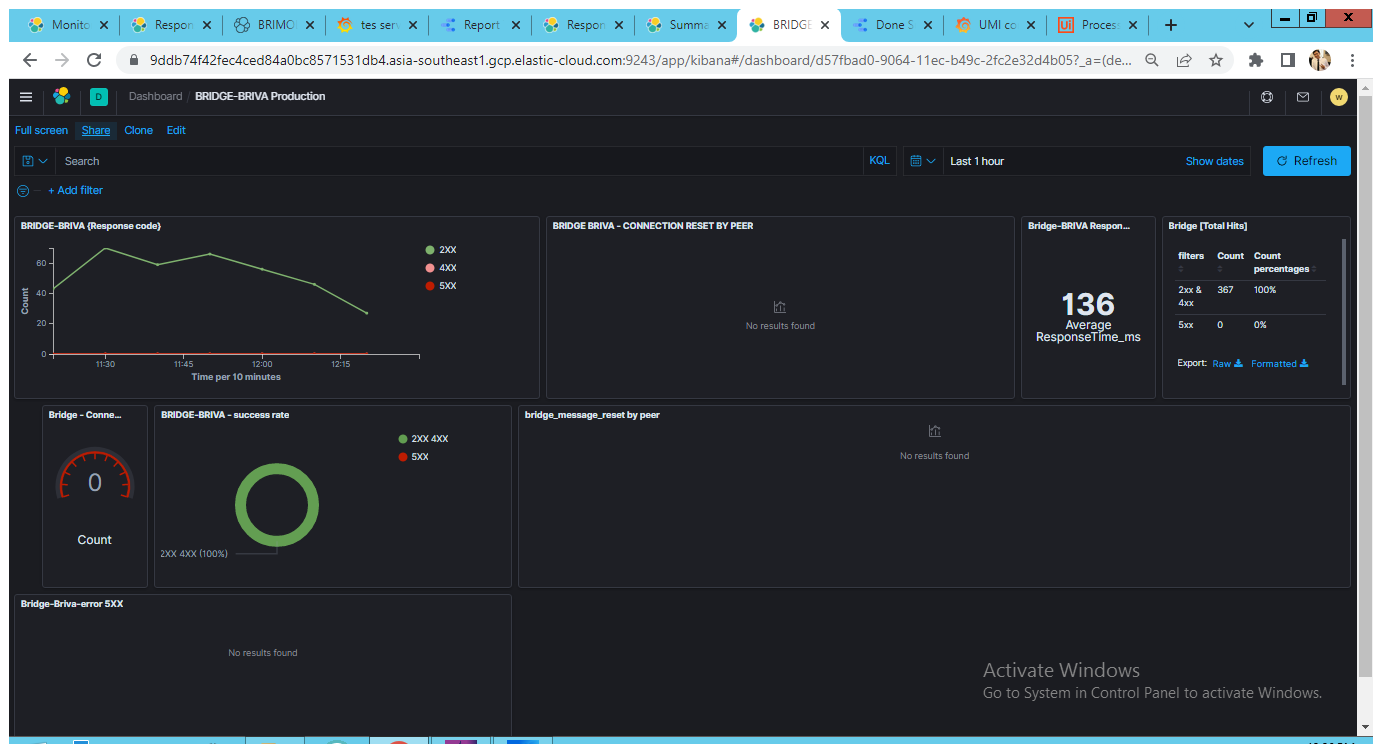 Monito
Respon
BRIMO
tes serv
Report
Respon
Summa
BRIDGE
Done S
UMI co
Ui Process
9ddb74f42fec4ced84a0bc8571531db4.asia-southeast1.gcp.elastic-cloud.com:9243/app/kibana#/dashboard/d57fbad0-9064-11ec-b49c-2fc2e32d4b05?_a=(de...
D Dashboard / BRIDGE-BRIVA Production W
Full screen Share Clone Edit
Search KQL Last 1 hour Show dates Refresh
+ Add filter
BRIDGE-BRIVA {Response code}
2XX
4XX
5XX
Count
60
40
20
0
11:30 11:45 12:00 12:15
Time per 10 minutes
BRIDGE BRIVA - CONNECTION RESET BY PEER
No results found
Bridge-BRIVA Respon...
136
Average
ResponseTime_ms
Bridge [Total Hits]
filters Count Count percentages
2xx & 4xx 367 100%
5xx 0 0%
Export: Raw Formatted
Bridge - Conne...
0
Count
BRIDGE-BRIVA - success rate
2XX 4XX
5XX
2XX 4XX (100%)
bridge_message_reset by peer
No results found
Bridge-Briva-error 5XX
No results found
Activate Windows
Go to System in Control Panel to activate Windows.